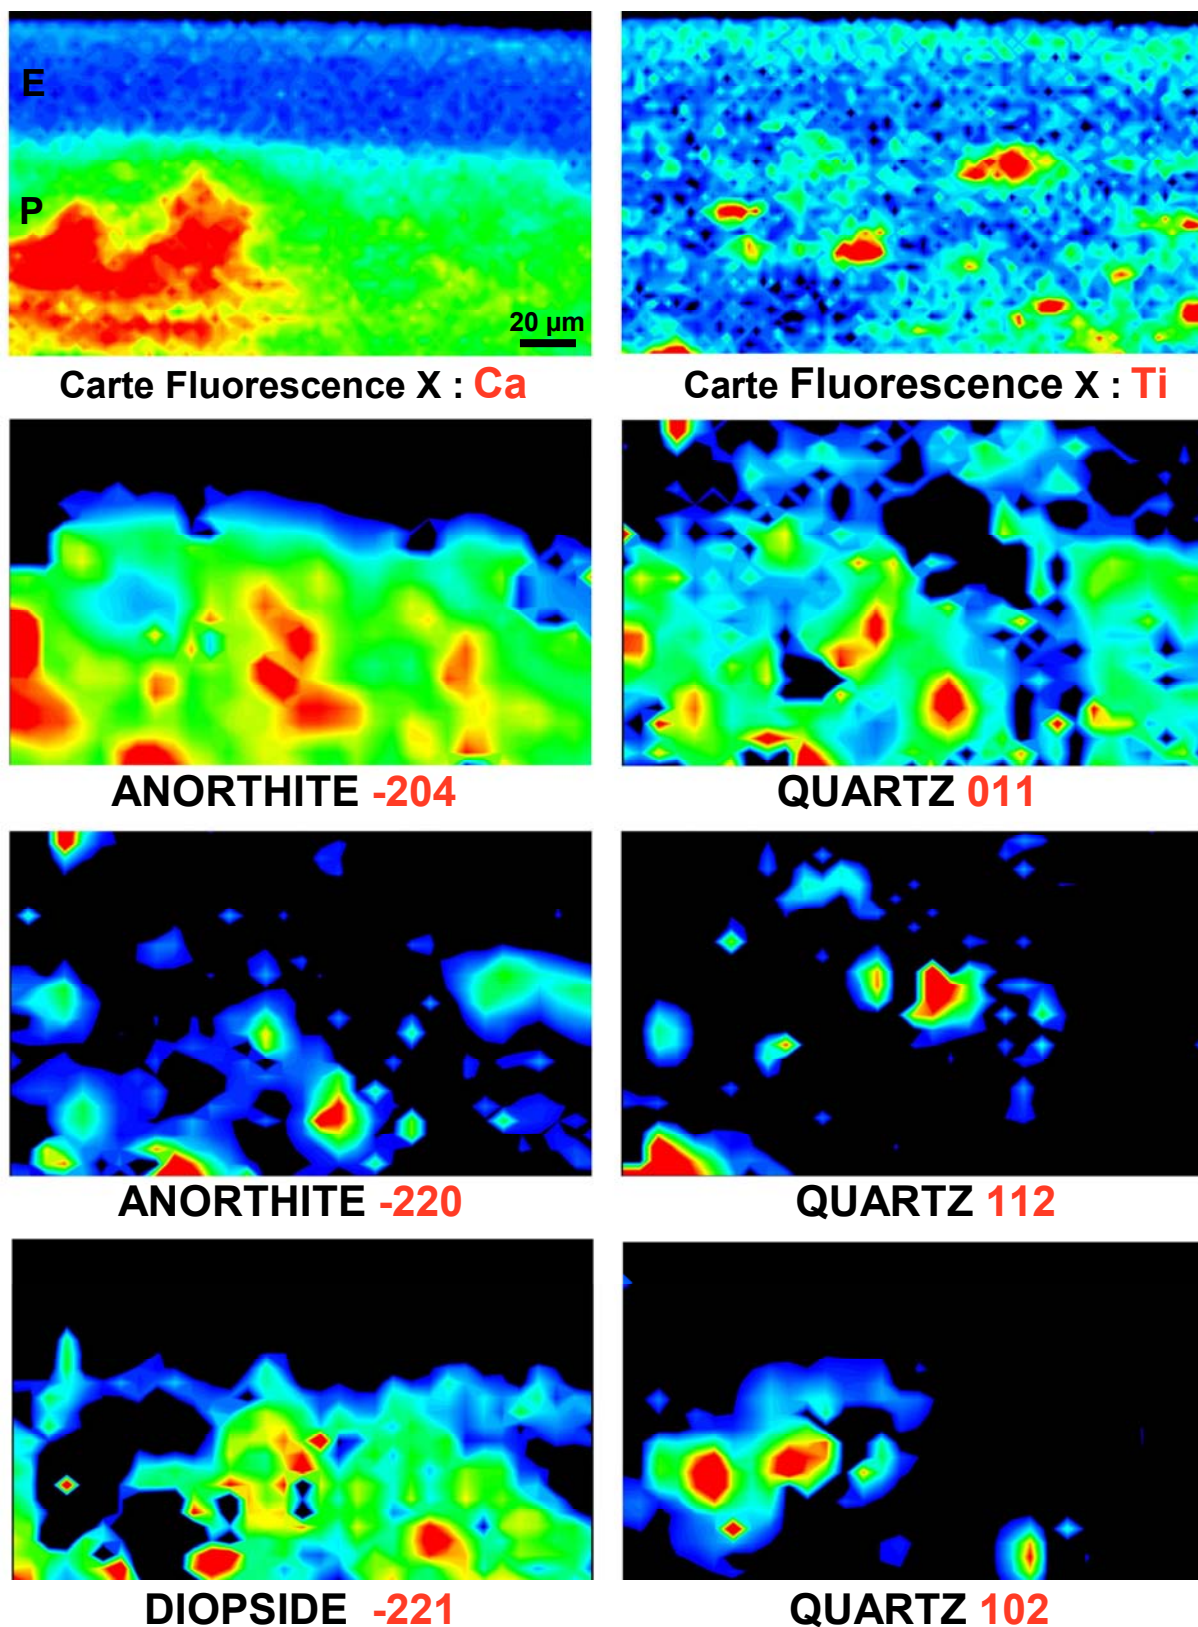 E
P
20 µm
Carte Fluorescence X : Ca
Carte Fluorescence X : Ti
ANORTHITE -204
QUARTZ 011
ANORTHITE -220
QUARTZ 112
DIOPSIDE -221
QUARTZ 102